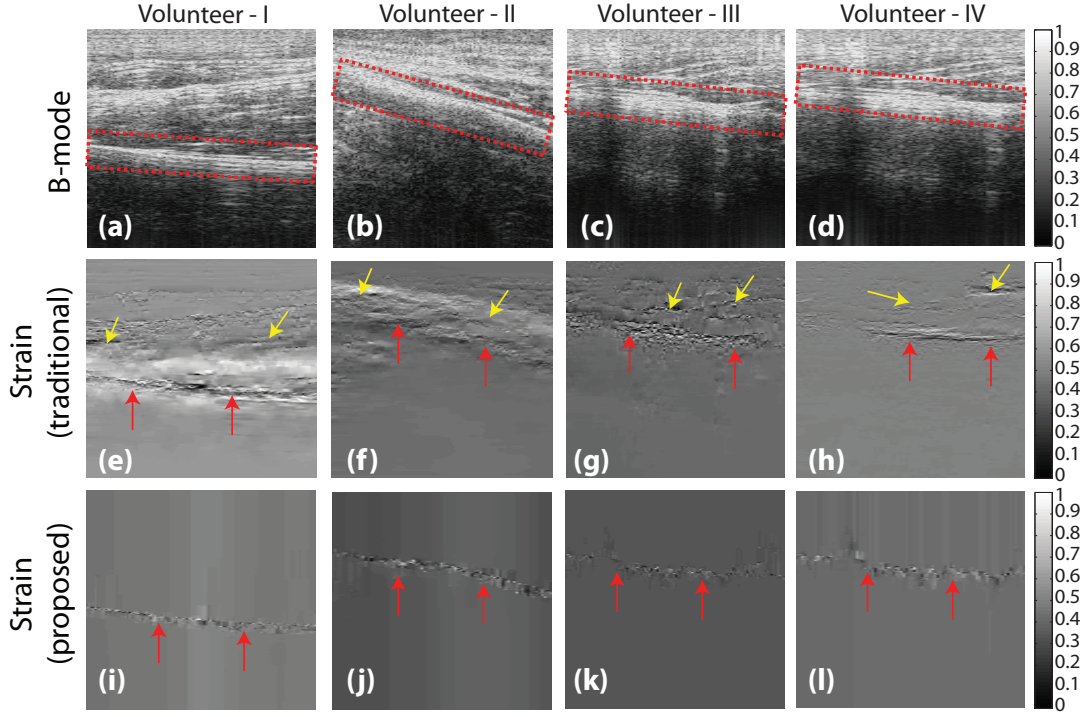 Volunteer - I
Volunteer - II
Volunteer - III
Volunteer - IV
B-mode
(a)
(b)
(c)
(d)
1
0.9
0.8
0.7
0.6
0.5
0.4
0.3
0.2
0.1
0
Strain
(traditional)
(e)
(f)
(g)
(h)
1
0.9
0.8
0.7
0.6
0.5
0.4
0.3
0.2
0.1
0
Strain
(proposed)
(i)
(j)
(k)
(l)
1
0.9
0.8
0.7
0.6
0.5
0.4
0.3
0.2
0.1
0